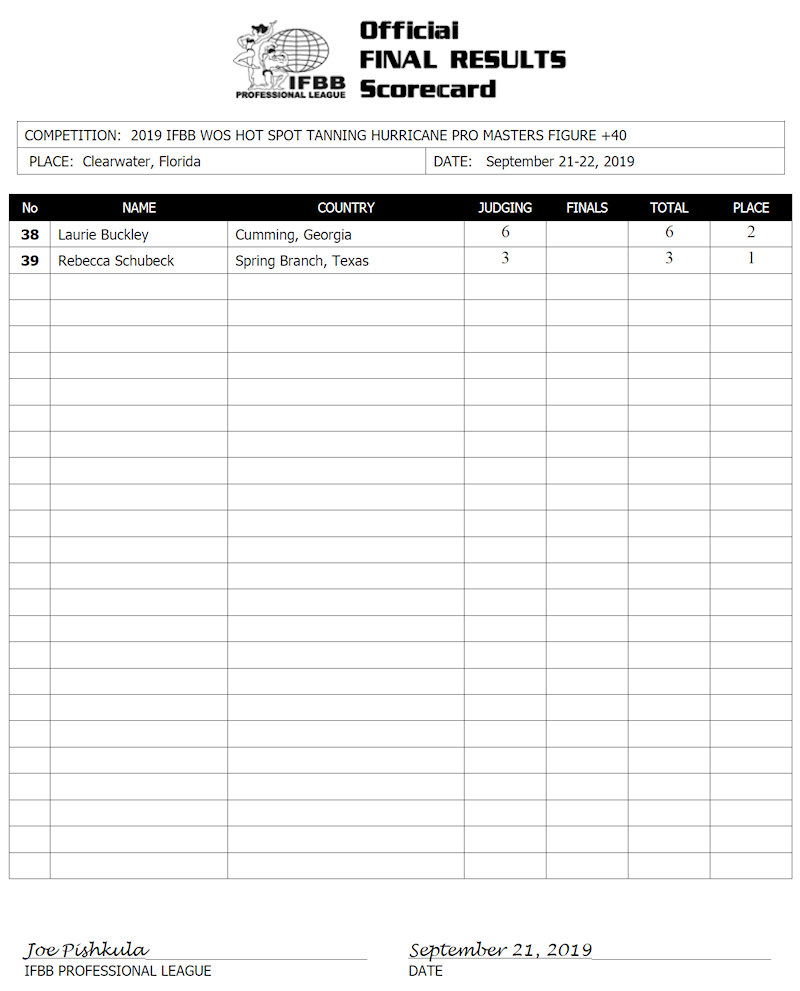 Official
FINAL RESULTS
Scorecard
IFBB
PROFESSIONAL LEAGUE
COMPETITION: 2019 IFBB WOS HOT SPOT TANNING HURRICANE PRO MASTERS FIGURE +40
PLACE: Clearwater, Florida DATE: September 21-22, 2019
No NAME COUNTRY JUDGING FINALS TOTAL PLACE
38 Laurie Buckley Cumming, Georgia 6 6 2
39 Rebecca Schubeck Spring Branch, Texas 3 3 1
Joe Pishkula September 21, 2019
IFBB PROFESSIONAL LEAGUE DATE